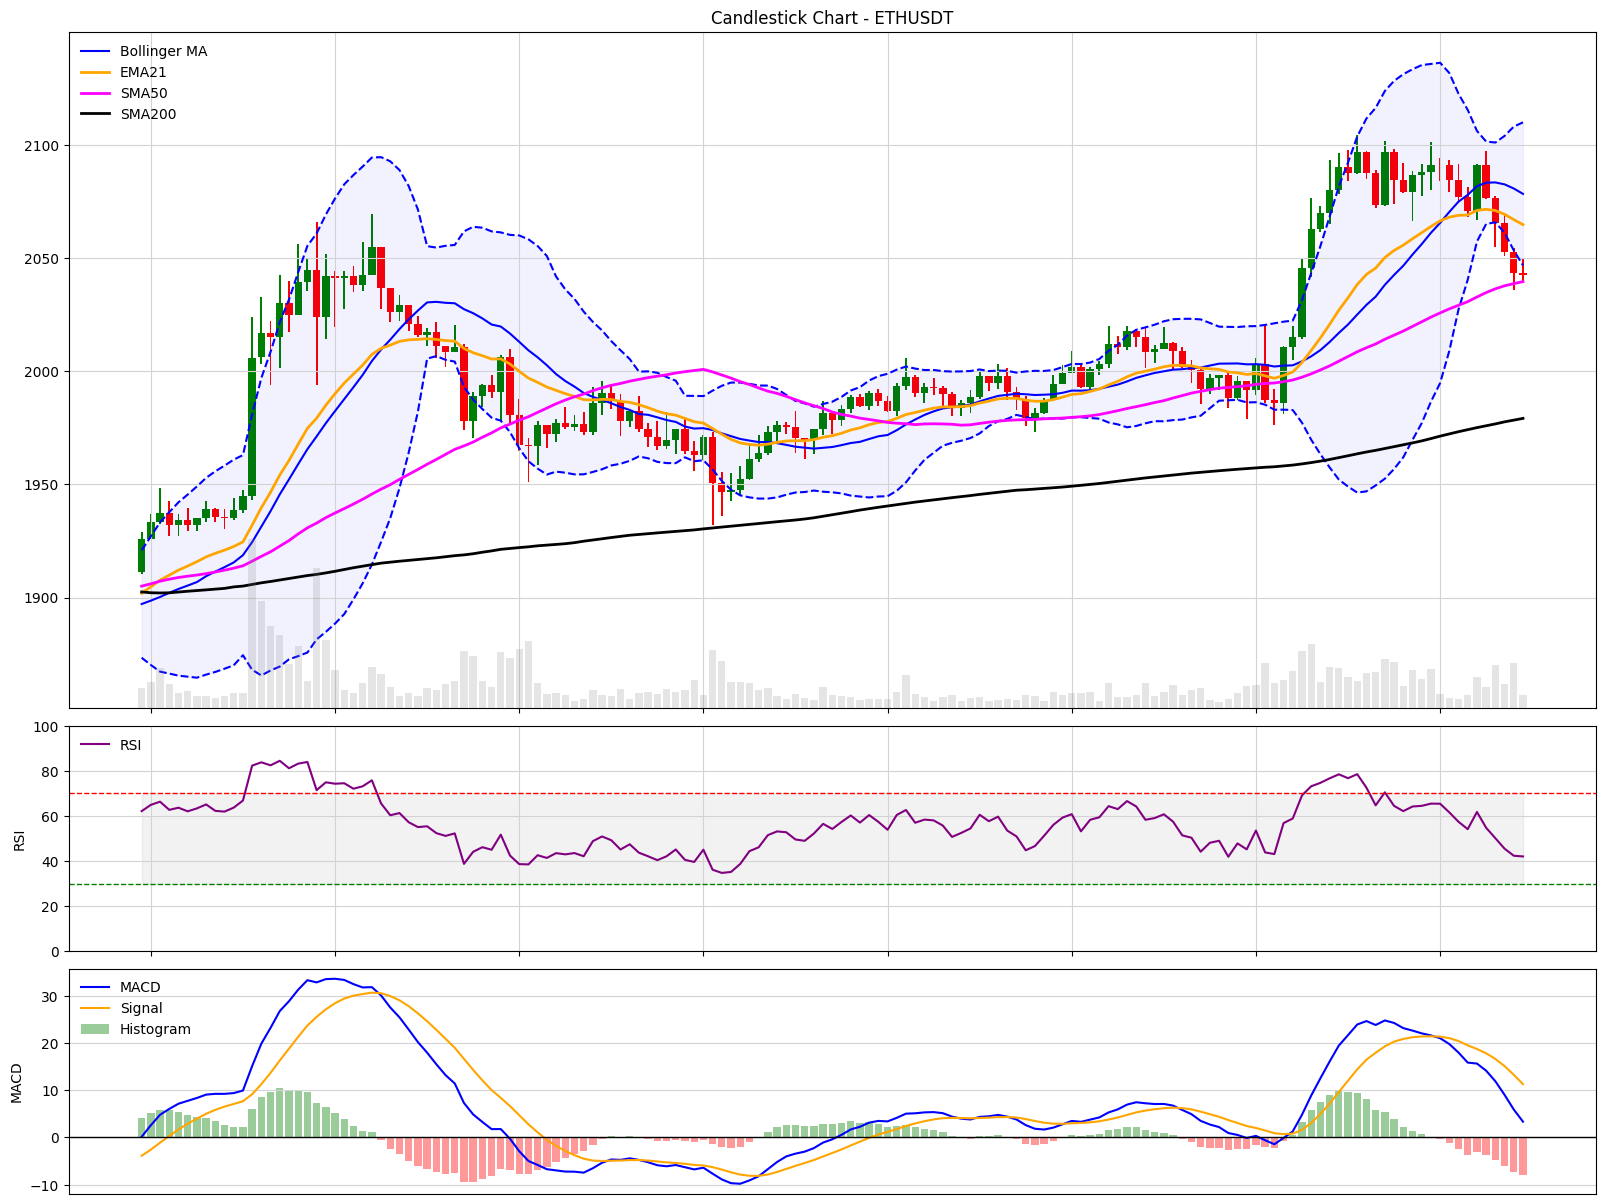 Candlestick Chart - ETHUSDT
Bollinger MA
EMA21
SMA50
SMA200
2100
2050
2000
1950
1900
100
80
60
40
20
0
RSI
RSI
30
20
10
0
−10
MACD
MACD
Signal
Histogram